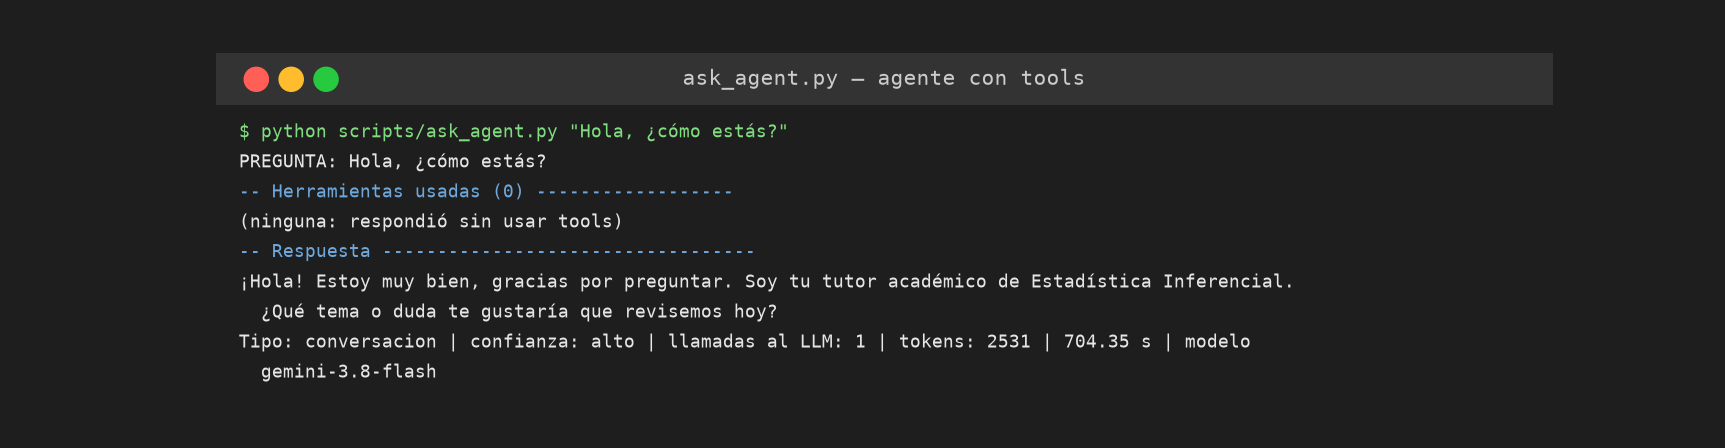 ask_agent.py — agente con tools
$ python scripts/ask_agent.py "Hola, ¿cómo estás?"
PREGUNTA: Hola, ¿cómo estás?
-- Herramientas usadas (0) ------------------
(ninguna: respondió sin usar tools)
-- Respuesta ----------------------------------
¡Hola! Estoy muy bien, gracias por preguntar. Soy tu tutor académico de Estadística Inferencial.
¿Qué tema o duda te gustaría que revisemos hoy?
Tipo: conversacion | confianza: alto | llamadas al LLM: 1 | tokens: 2531 | 704.35 s | modelo
gemini-3.8-flash